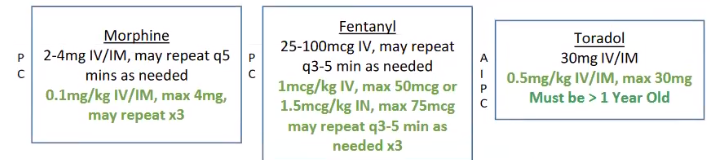 P
C
Morphine
2-4mg IV/IM, may repeat q5
mins as needed
0.1mg/kg IV/IM, max 4mg,
may repeat x3
P
C
Fentanyl
25-100mcg IV, may repeat
q3-5 min as needed
1mcg/kg IV, max 50mcg or
1.5mcg/kg IN, max 75mcg
may repeat q3-5 min as
needed x3
A
I
P
C
Toradol
30mg IV/IM
0.5mg/kg IV/IM, max 30mg
Must be > 1 Year Old